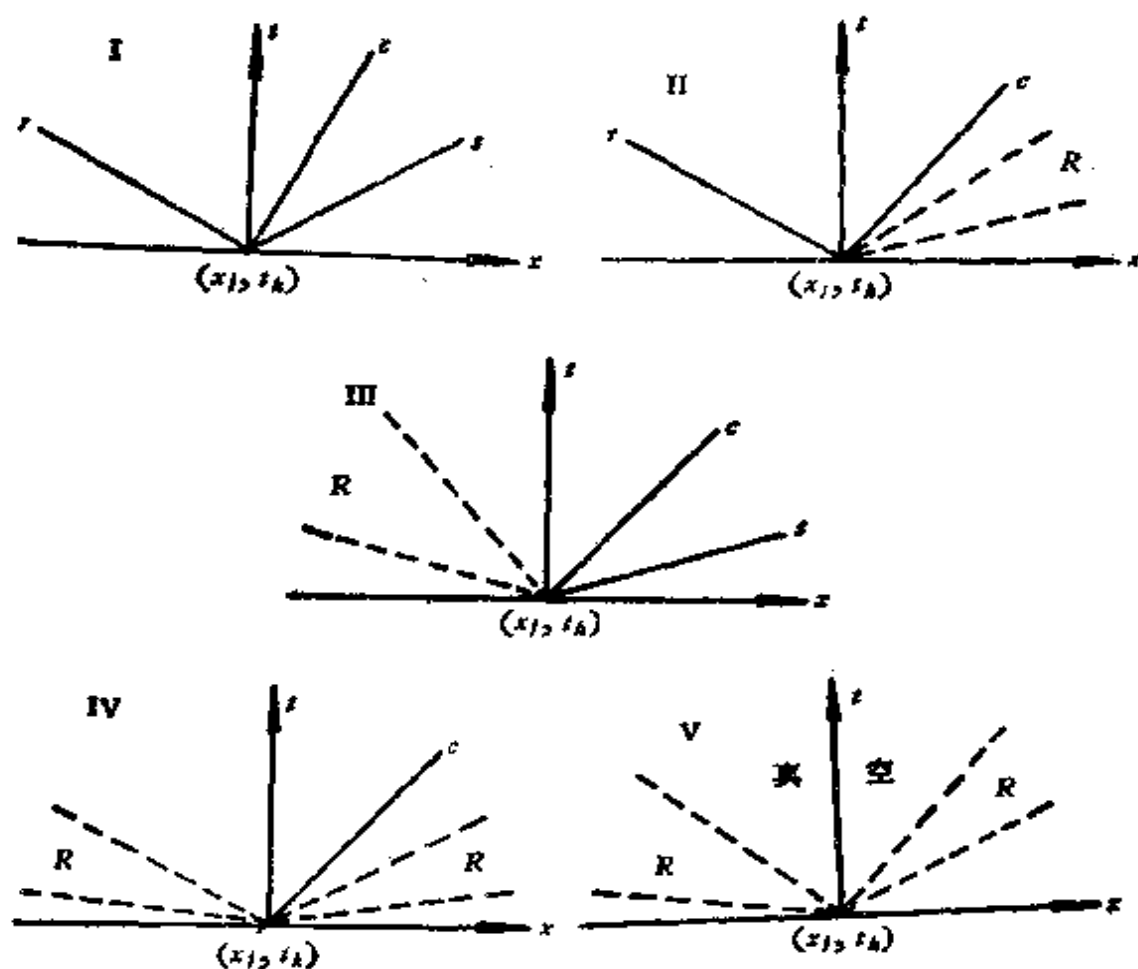 I
t
c
r
s
x
(x_j, t_k)
II
t
c
r
R
x
(x_j, t_k)
III
t
c
R
s
x
(x_j, t_k)
IV
t
c
R
R
x
(x_j, t_k)
V
t
真 空
R
R
x
(x_j, t_k)